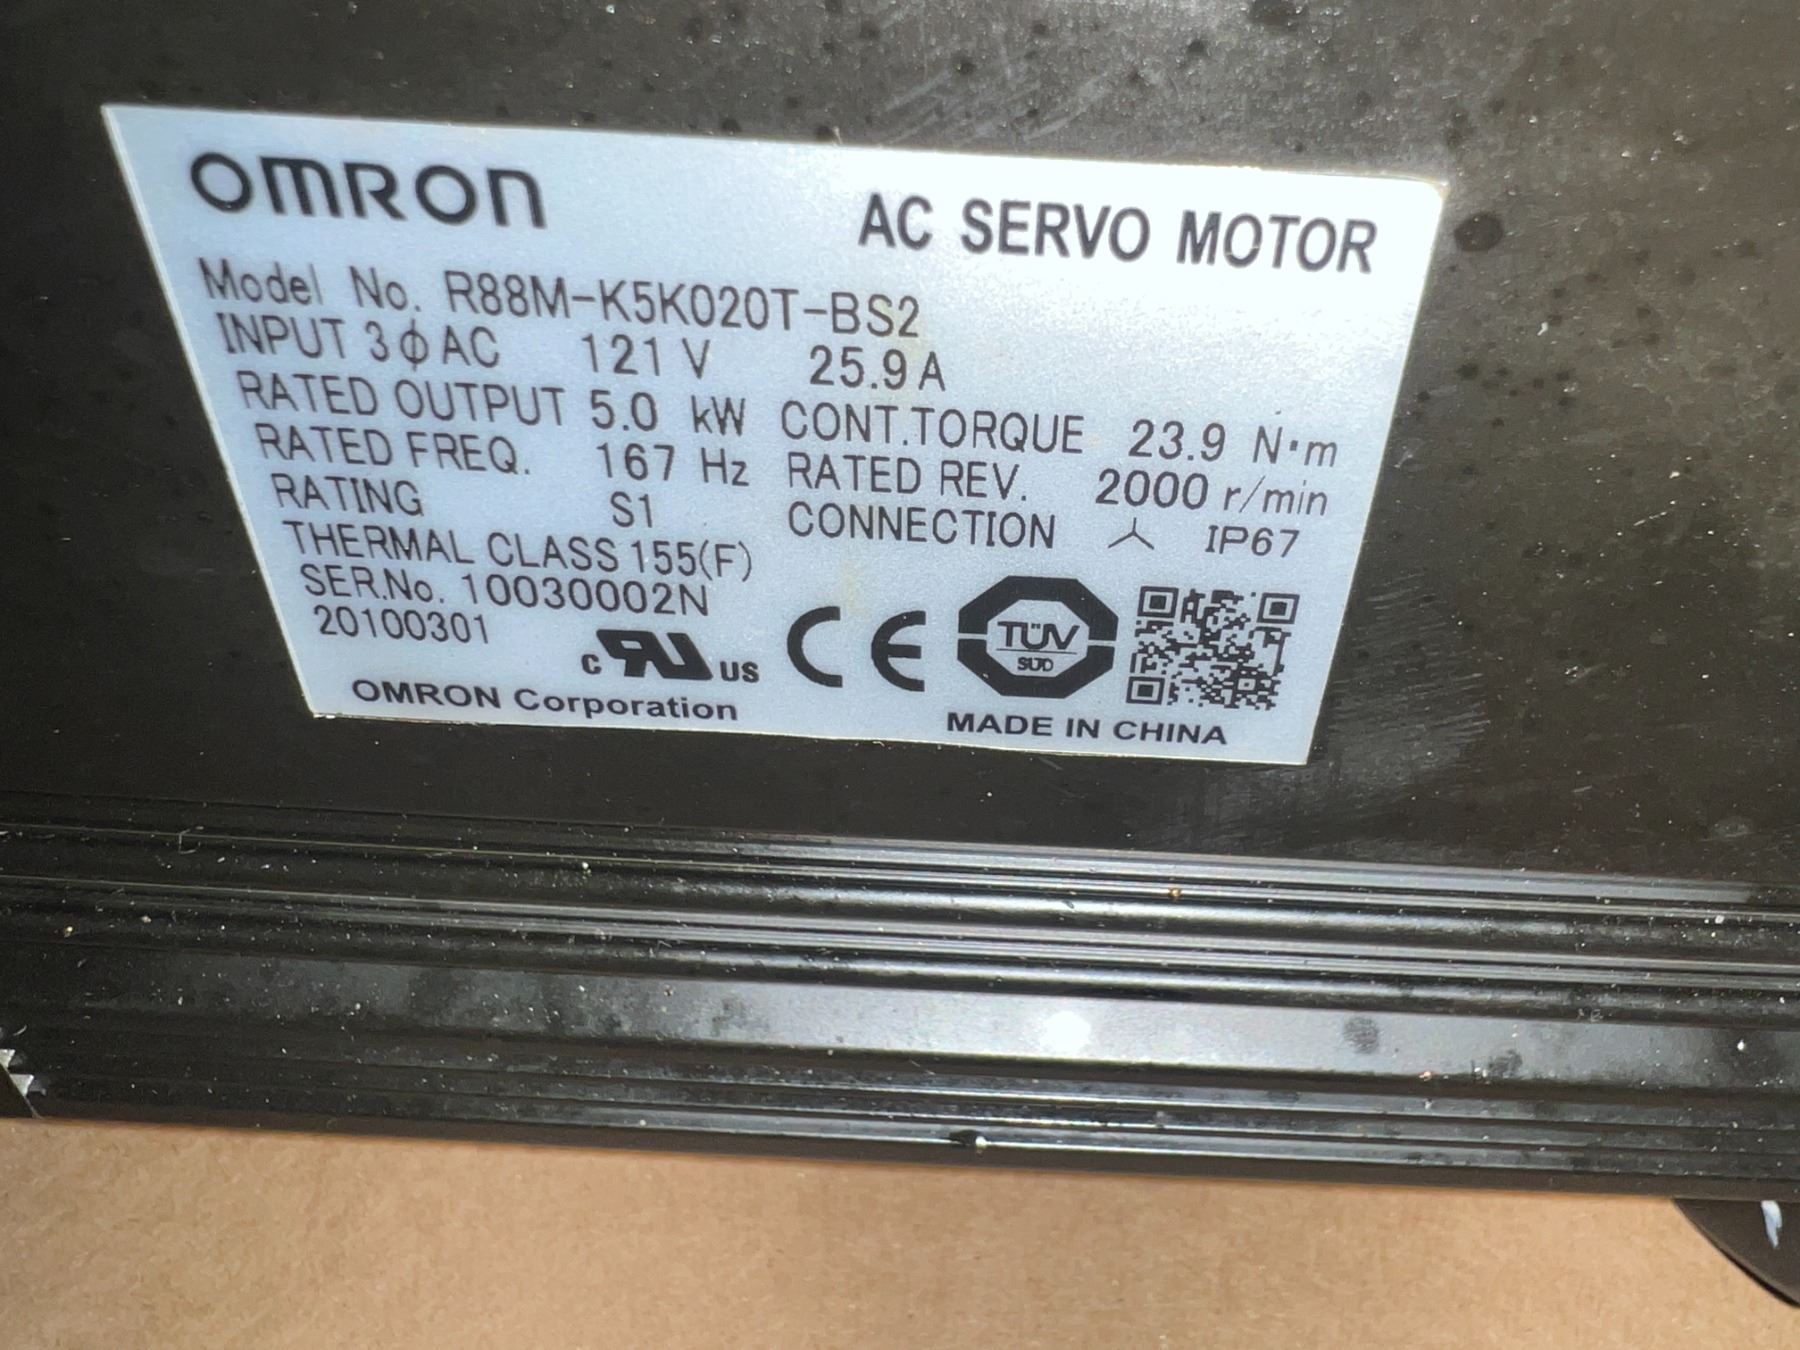 OMRON
AC SERVO MOTOR
Model No. R88M-K5K020T-BS2
INPUT 3ϕAC 121 V 25.9 A
RATED OUTPUT 5.0 kW CONT.TORQUE 23.9 N·m
RATED FREQ. 167 Hz RATED REV. 2000 r/min
RATING S1 CONNECTION IP67
THERMAL CLASS 155(F)
SER.No. 10030002N
20100301
c RU US CE TÜV SÜD
OMRON Corporation
MADE IN CHINA